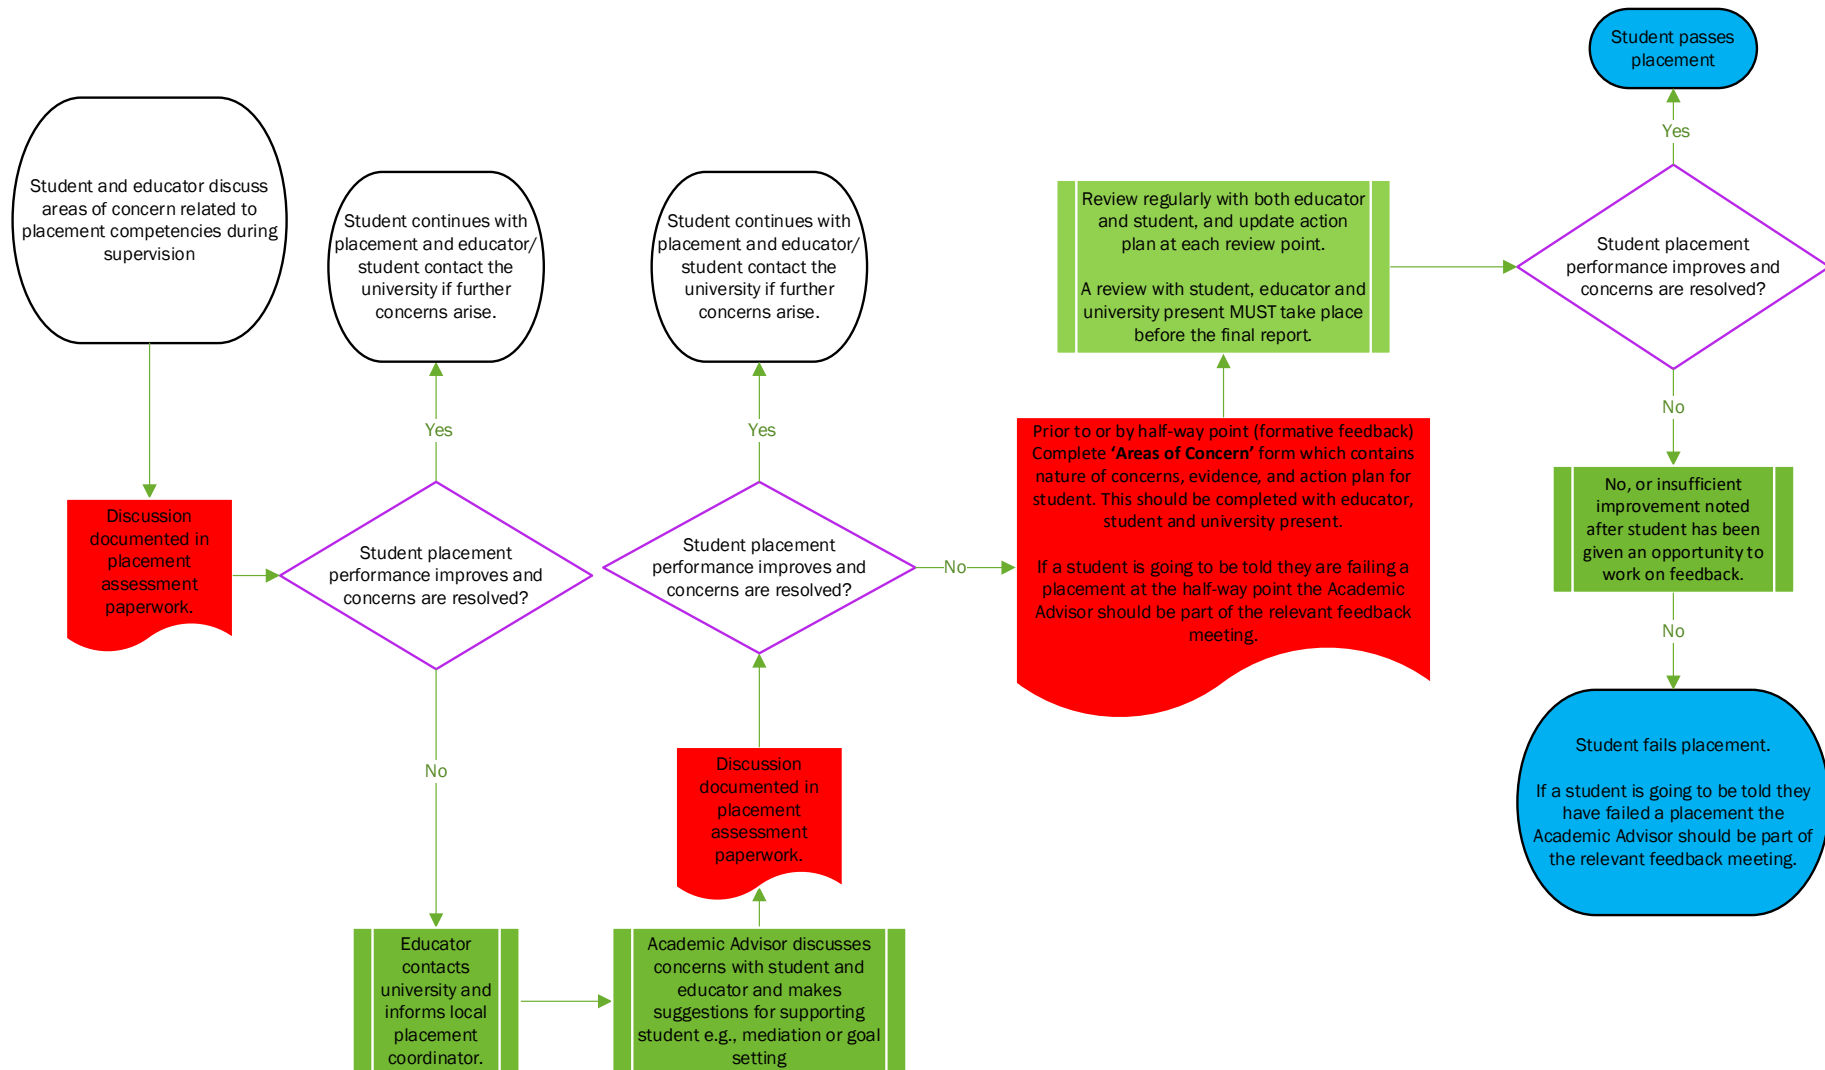 Student and educator discuss
areas of concern related to
placement competencies during
supervision
Discussion
documented in
placement
assessment
paperwork.
Student placement
performance improves and
concerns are resolved?
Yes
Student continues with
placement and educator/
student contact the
university if further
concerns arise.
No
Educator
contacts
university and
informs local
placement
coordinator.
Academic Advisor discusses
concerns with student and
educator and makes
suggestions for supporting
student e.g., mediation or goal
setting
Discussion
documented in
placement
assessment
paperwork.
Student placement
performance improves and
concerns are resolved?
Yes
Student continues with
placement and educator/
student contact the
university if further
concerns arise.
No
Prior to or by half-way point (formative feedback)
Complete ‘Areas of Concern’ form which contains
nature of concerns, evidence, and action plan for
student. This should be completed with educator,
student and university present.
If a student is going to be told they are failing a
placement at the half-way point the Academic
Advisor should be part of the relevant feedback
meeting.
Review regularly with both educator
and student, and update action
plan at each review point.
A review with student, educator and
university present MUST take place
before the final report.
Student placement
performance improves and
concerns are resolved?
Yes
Student passes
placement
No
No, or insufficient
improvement noted
after student has been
given an opportunity to
work on feedback.
No
Student fails placement.
If a student is going to be told they
have failed a placement the
Academic Advisor should be part of
the relevant feedback meeting.